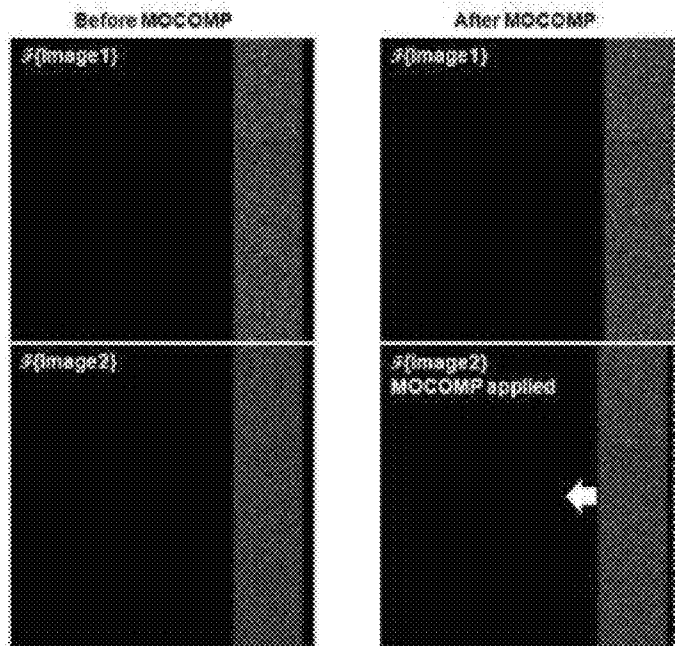 Before MOCOMP
After MOCOMP
ℱ{Image1}
ℱ{Image1}
ℱ{Image2}
ℱ{Image2}
MOCOMP applied